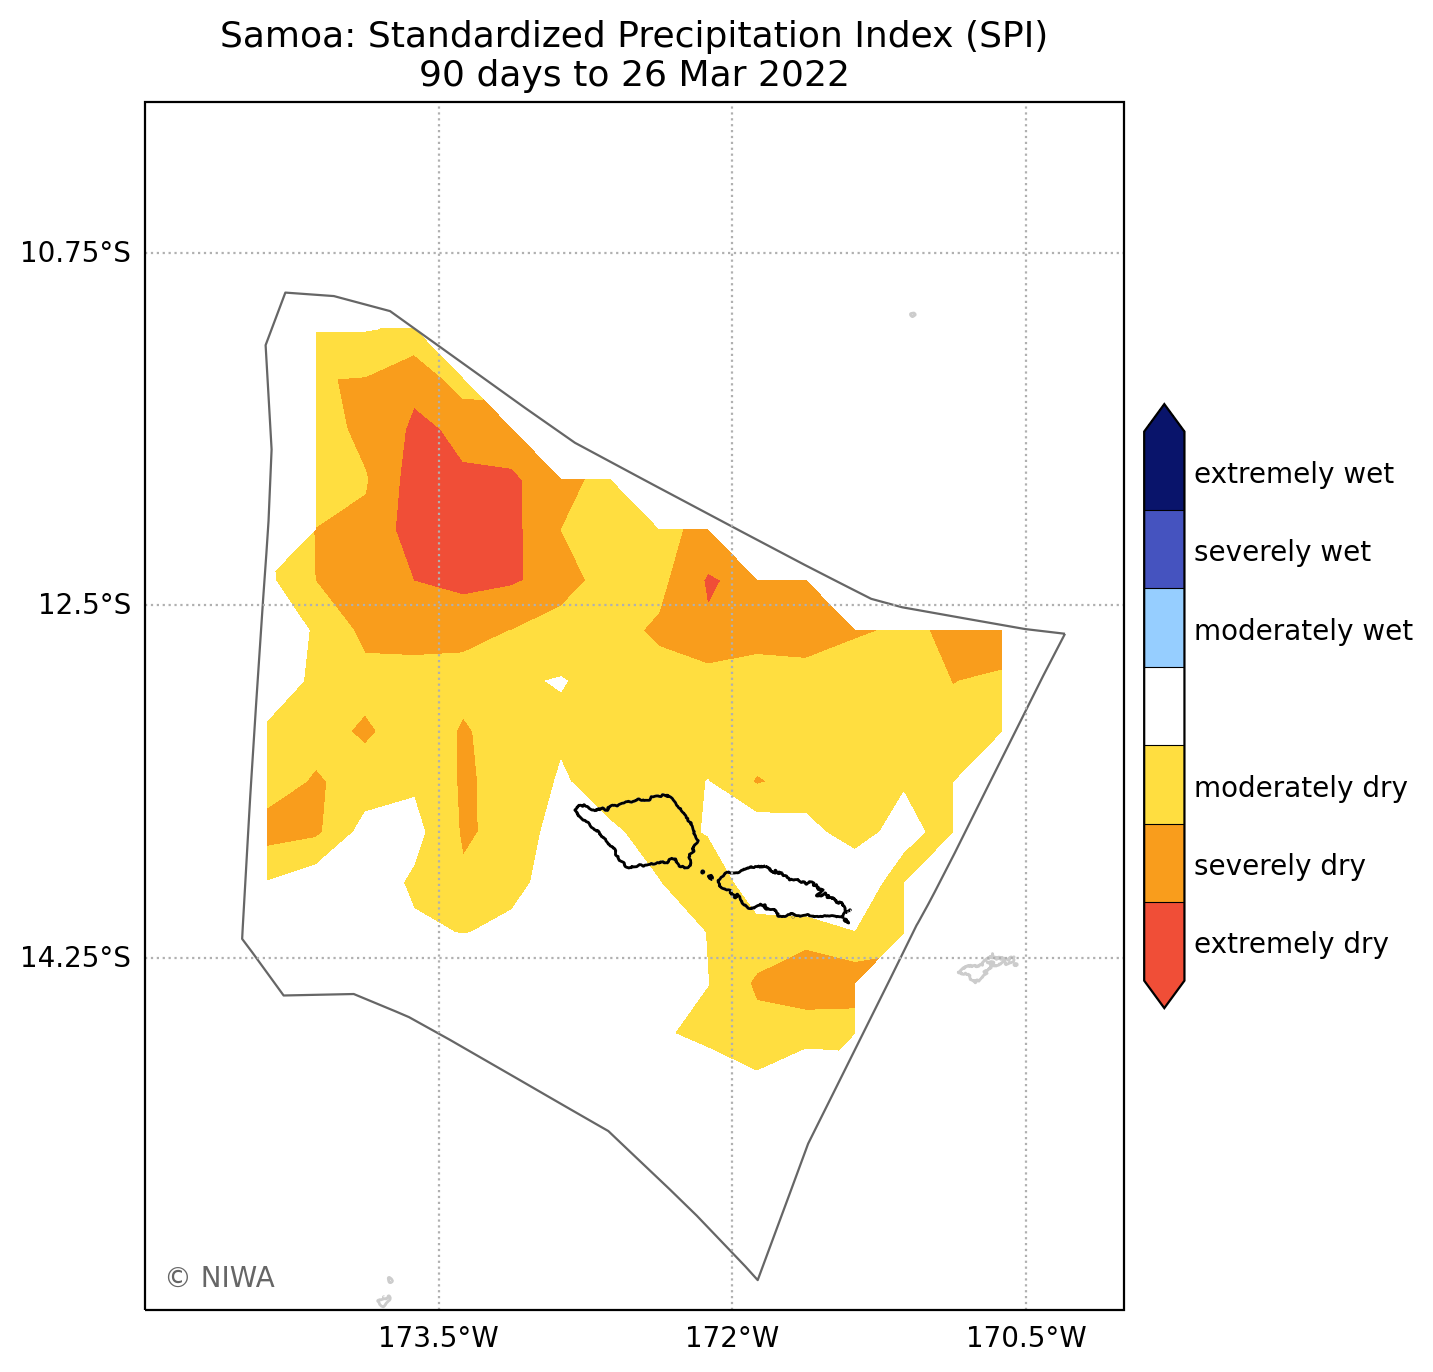 Samoa: Standardized Precipitation Index (SPI)
90 days to 26 Mar 2022
10.75°S
12.5°S
14.25°S
173.5°W
172°W
170.5°W
extremely wet
severely wet
moderately wet
moderately dry
severely dry
extremely dry
© NIWA